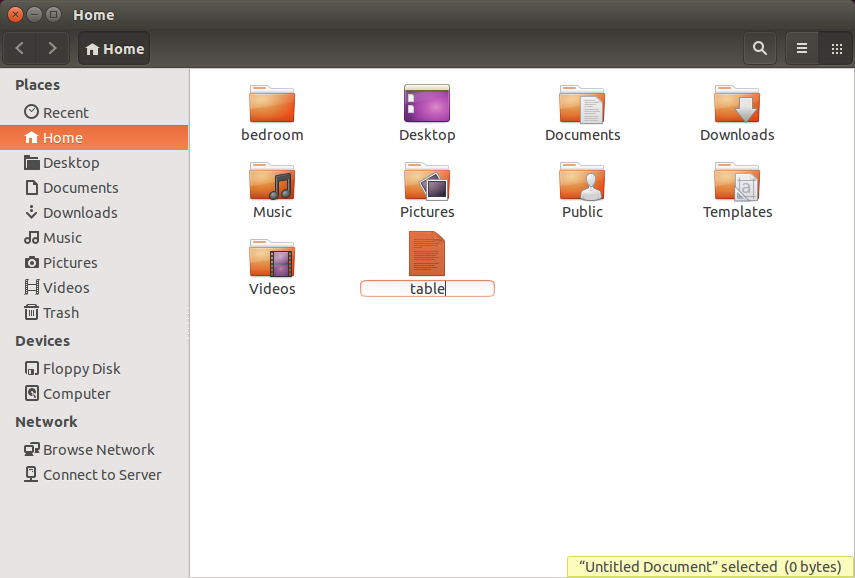 Home
Home
Places
Recent
Home
Desktop
Documents
Downloads
Music
Pictures
Videos
Trash
Devices
Floppy Disk
Computer
Network
Browse Network
Connect to Server
bedroom Desktop Documents Downloads
Music Pictures Public Templates
Videos table
“Untitled Document” selected (0 bytes)